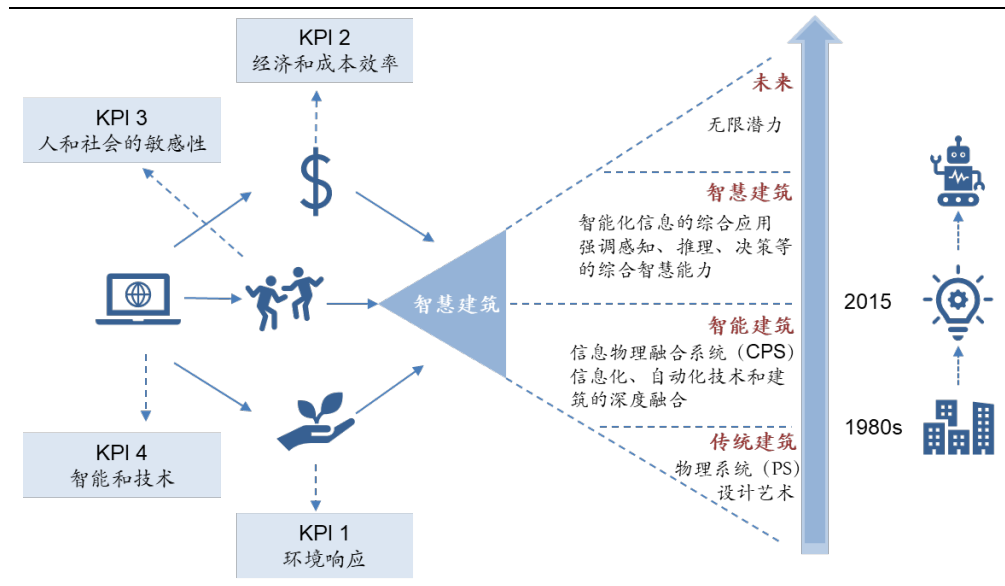 KPI 2
经济和成本效率
KPI 3
人和社会的敏感性
KPI 4
智能和技术
KPI 1
环境响应
智慧建筑
未来
无限潜力
智慧建筑
智能化信息的综合应用
强调感知、推理、决策等
的综合智慧能力
2015
智能建筑
信息物理融合系统（CPS）
信息化、自动化技术和建
筑的深度融合
1980s
传统建筑
物理系统（PS）
设计艺术